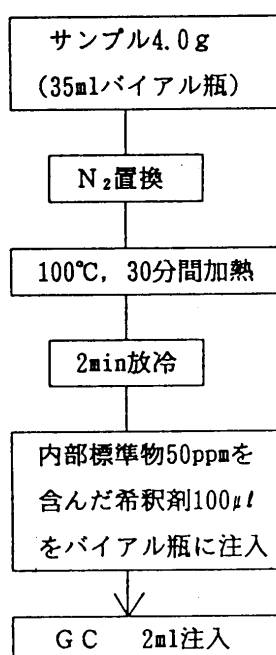 サンプル4.0g
(35mlバイアル瓶)
N₂置換
100℃, 30分間加熱
2min放冷
内部標準物50ppmを
含んだ希釈剤100μl
をバイアル瓶に注入
GC 2ml注入